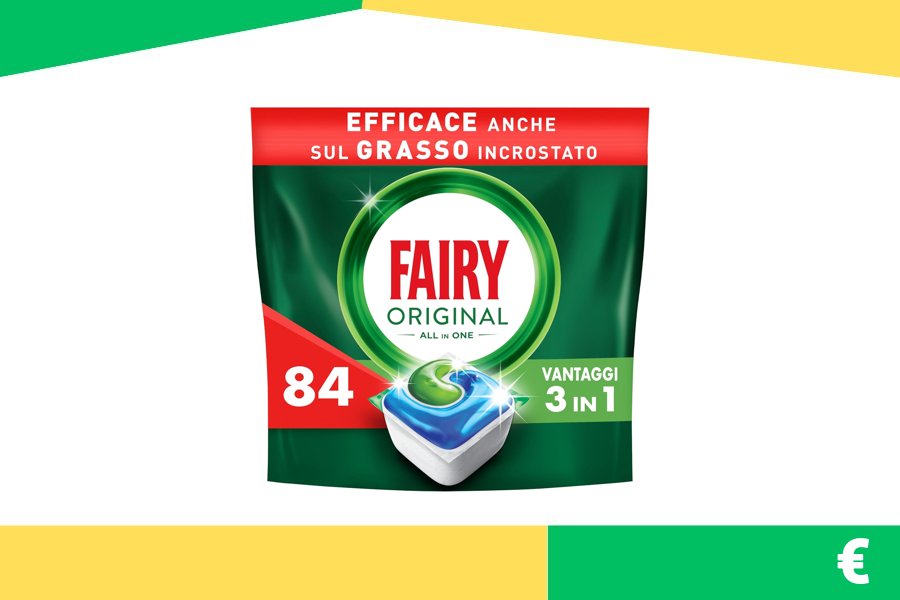 EFFICACE ANCHE
SUL GRASSO INCROSTATO
FAIRY
ORIGINAL
ALL IN ONE
84
VANTAGGI
3 IN 1
€